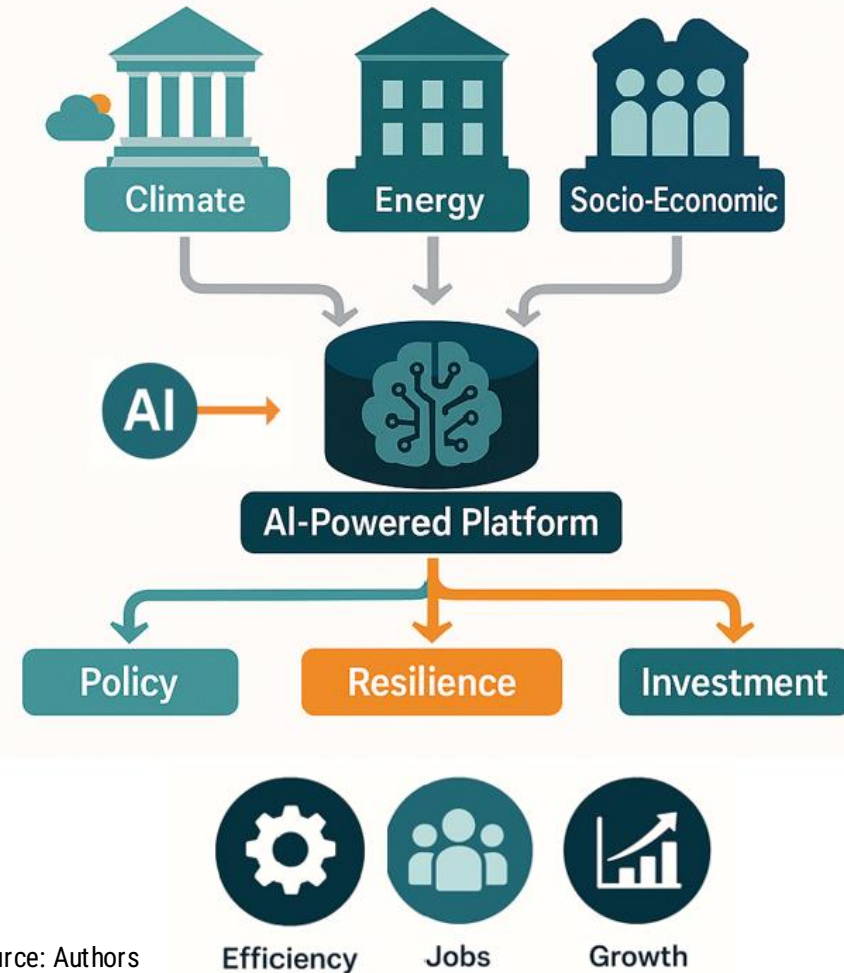 Climate
Energy
Socio-Economic
AI
AI-Powered Platform
Policy
Resilience
Investment
Efficiency
Jobs
Growth
urce: Authors